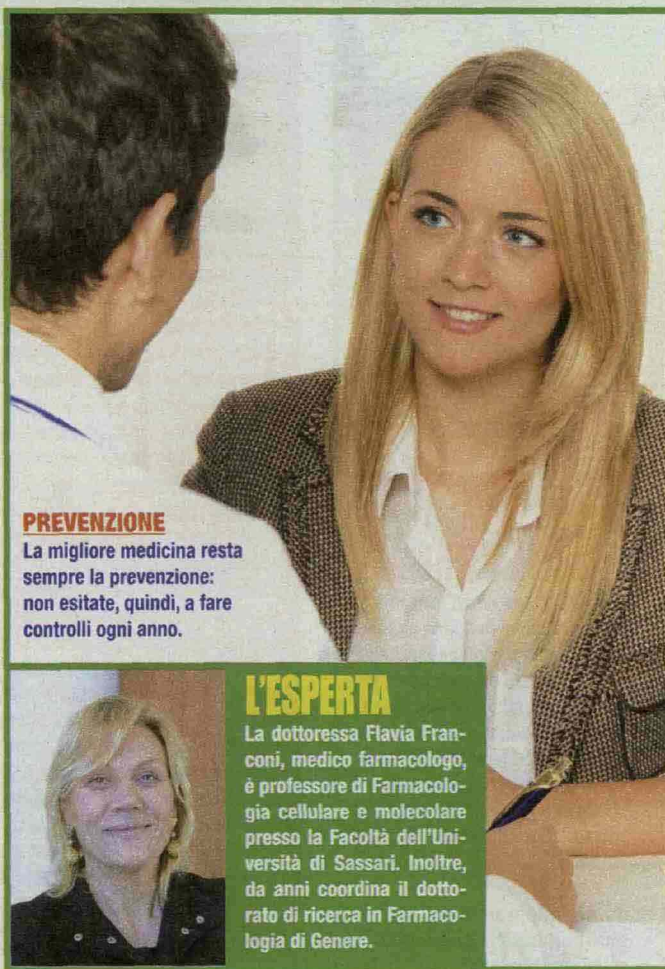 PREVENZIONE
La migliore medicina resta
sempre la prevenzione:
non esitate, quindi, a fare
controlli ogni anno.
L'ESPERTA
La dottoressa Flavia Fran-
coni, medico farmacologo,
è professore di Farmacolo-
gia cellulare e molecolare
presso la Facoltà dell'Uni-
versità di Sassari. Inoltre,
da anni coordina il dotto-
rato di ricerca in Farmaco-
logia di Genere.